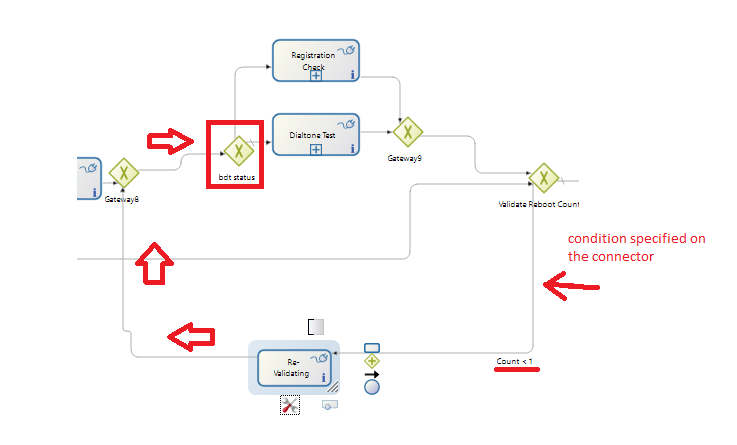 Registration
Check
Dialtone Test
bdt status
Gateway9
Gateway8
Validate Reboot Count
condition specified on
the connector
Re-
Validating
Count < 1